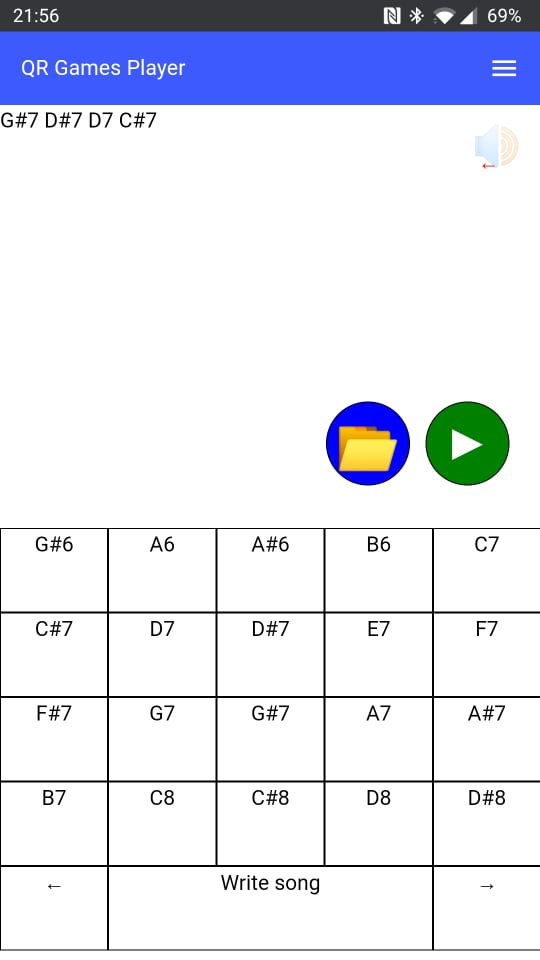 21:56 69%
QR Games Player
G#7 D#7 D7 C#7
G#6 A6 A#6 B6 C7
C#7 D7 D#7 E7 F7
F#7 G7 G#7 A7 A#7
B7 C8 C#8 D8 D#8
← Write song →